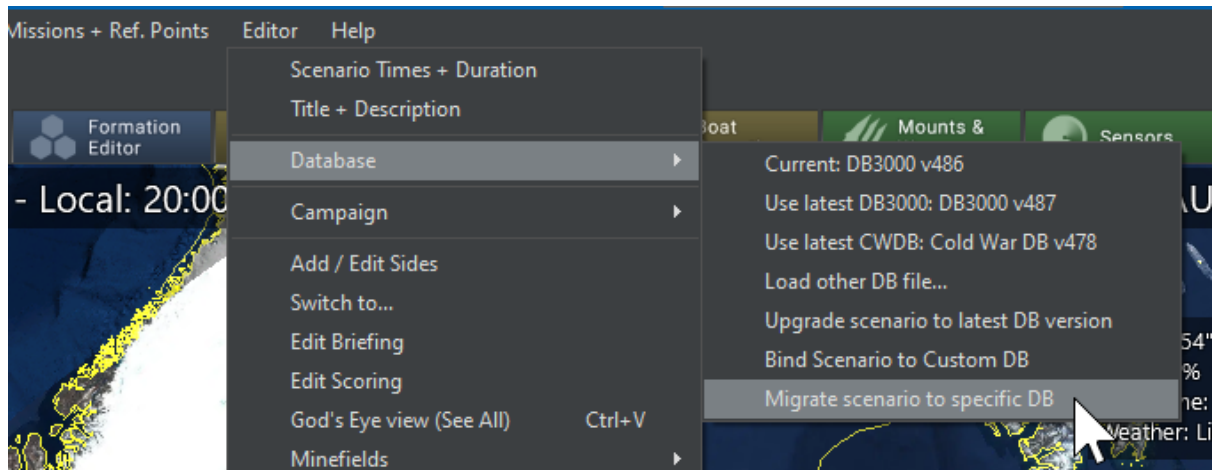 Missions + Ref. Points Editor Help
Scenario Times + Duration
Title + Description
Formation
Editor
Boat
Mounts &
Sensors
Database
Current: DB3000 v486
- Local: 20:00
Use latest DB3000: DB3000 v487
Campaign
Use latest CWDB: Cold War DB v478
Add / Edit Sides
Load other DB file...
Switch to...
Upgrade scenario to latest DB version
Edit Briefing
Bind Scenario to Custom DB
54"
%
Edit Scoring
Migrate scenario to specific DB
God's Eye view (See All) Ctrl+V
Weather: Li
Minefields